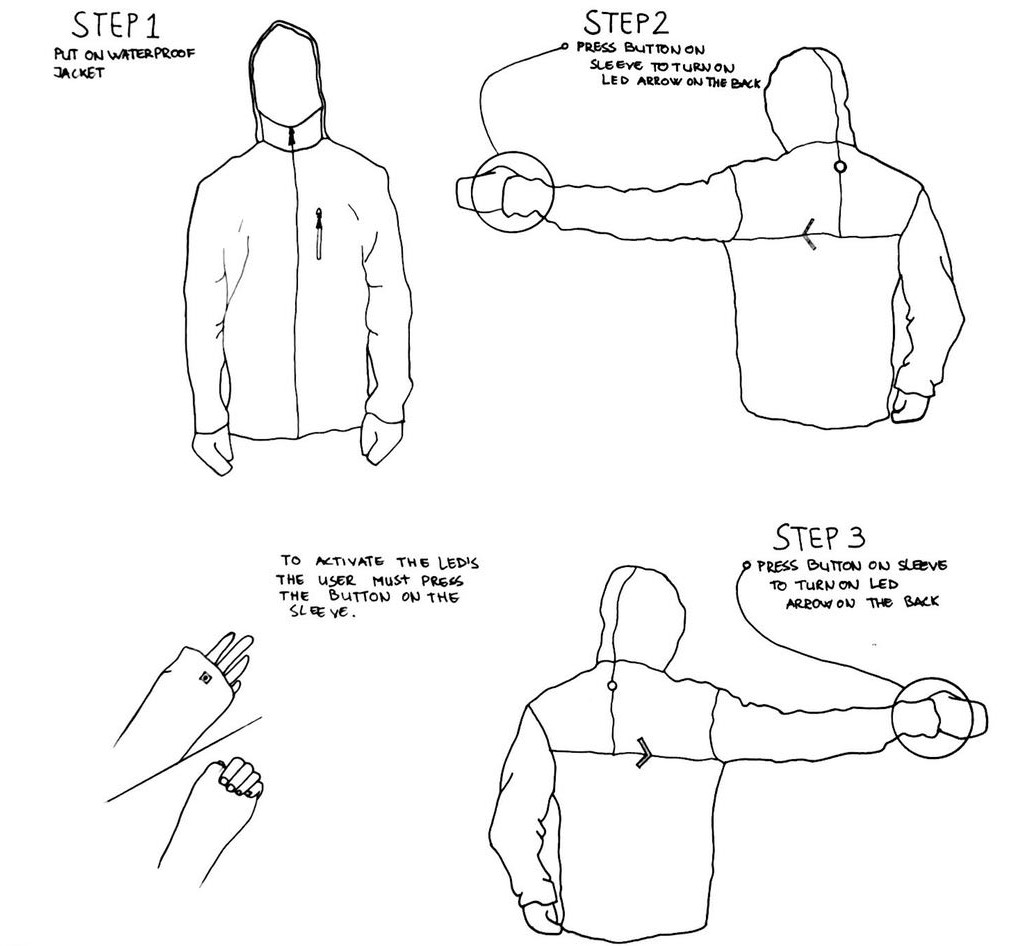 STEP 1
PUT ON WATERPROOF
JACKET
STEP 2
PRESS BUTTON ON
SLEEVE TO TURN ON
LED ARROW ON THE BACK
TO ACTIVATE THE LED'S
THE USER MUST PRESS
THE BUTTON ON THE
SLEEVE.
STEP 3
PRESS BUTTON ON SLEEVE
TO TURN ON LED
ARROW ON THE BACK